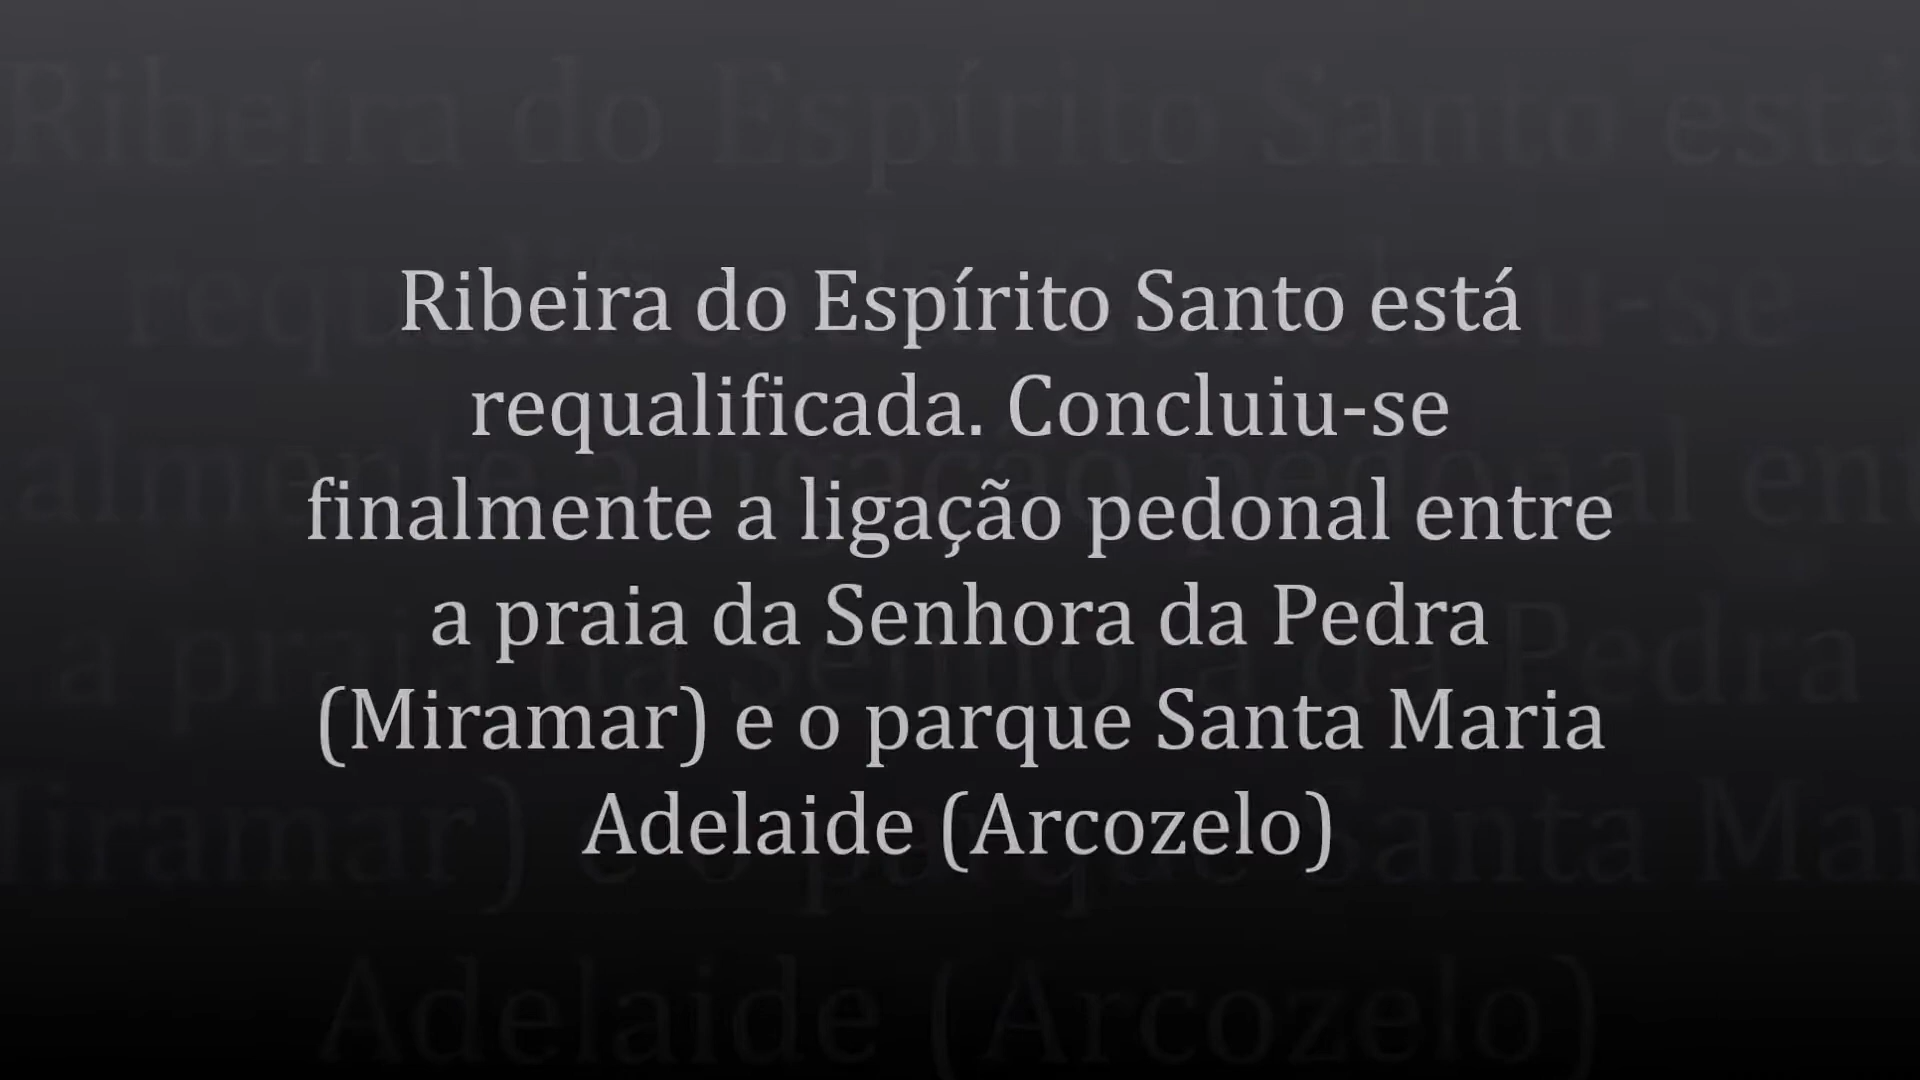 Ribeira do Espírito Santo está
requalificada. Concluiu-se
finalmente a ligação pedonal entre
a praia da Senhora da Pedra
(Miramar) e o parque Santa Maria
Adelaide (Arcozelo)